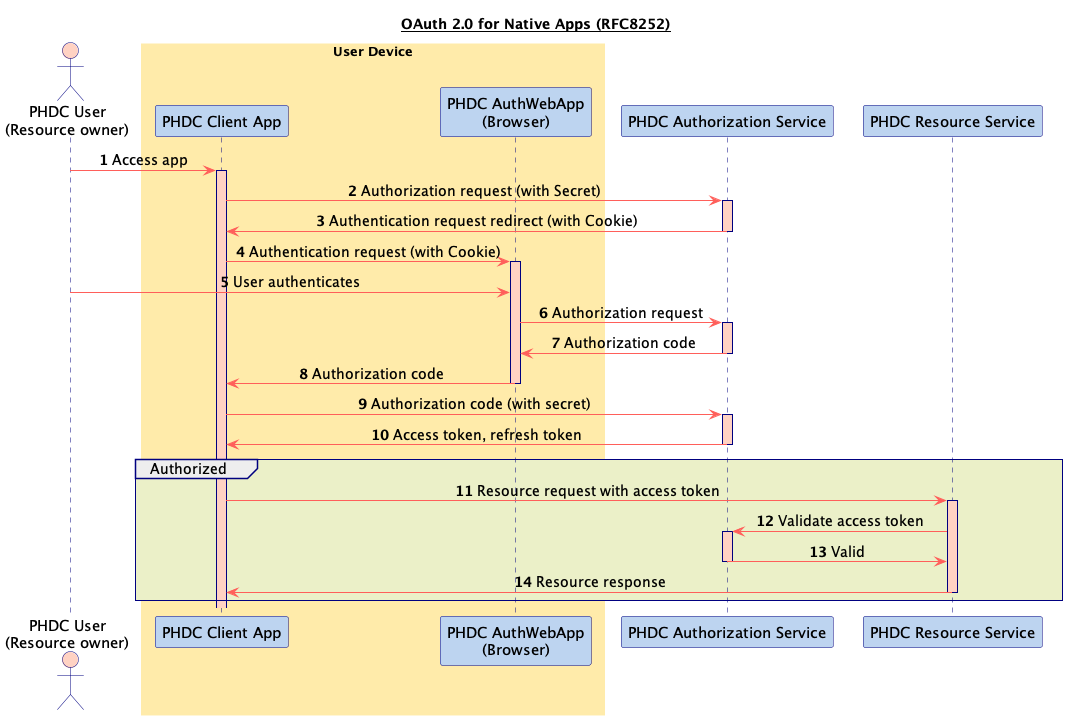 OAuth 2.0 for Native Apps (RFC8252)
User Device
PHDC User
(Resource owner)
PHDC Client App
PHDC AuthWebApp
(Browser)
PHDC Authorization Service
PHDC Resource Service
1 Access app
2 Authorization request (with Secret)
3 Authentication request redirect (with Cookie)
4 Authentication request (with Cookie)
5 User authenticates
6 Authorization request
7 Authorization code
8 Authorization code
9 Authorization code (with secret)
10 Access token, refresh token
Authorized
11 Resource request with access token
12 Validate access token
13 Valid
14 Resource response
PHDC User
(Resource owner)
PHDC Client App
PHDC AuthWebApp
(Browser)
PHDC Authorization Service
PHDC Resource Service